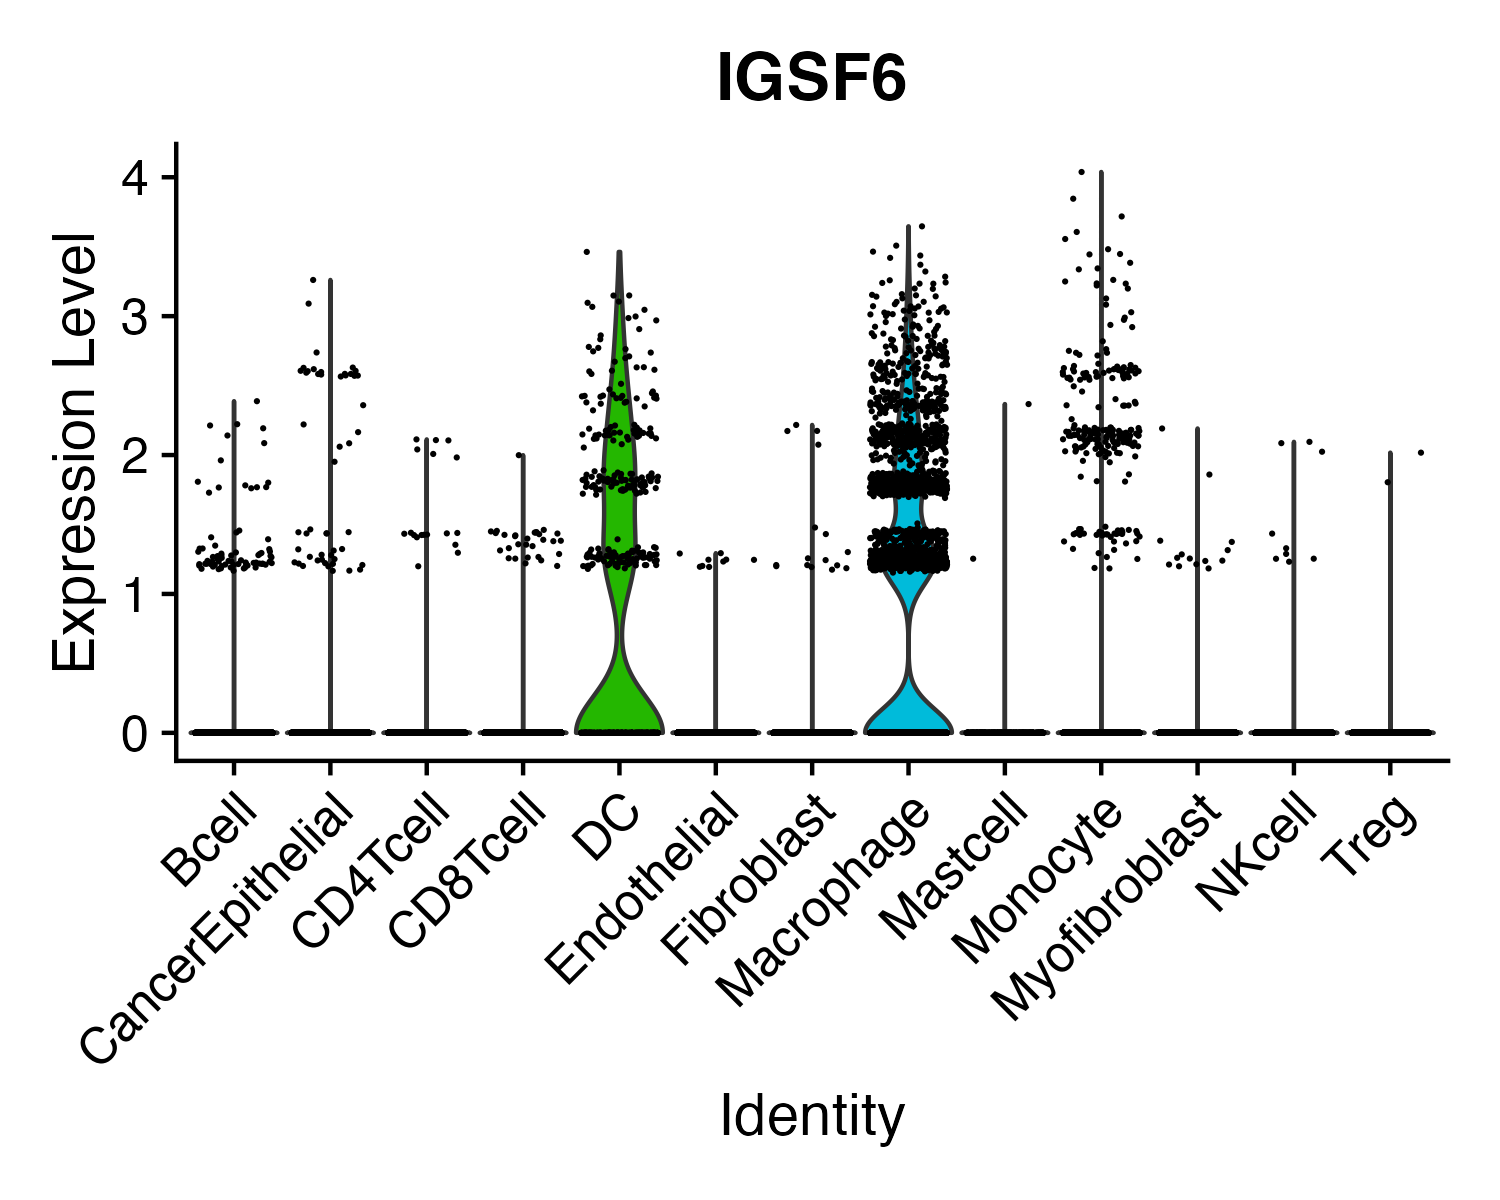 IGSF6
Expression Level
4
3
2
1
0
Bcell
CancerEpithelial
CD4Tcell
CD8Tcell
DC
Endothelial
Fibroblast
Macrophage
Mastcell
Monocyte
Myofibroblast
NKcell
Treg
Identity